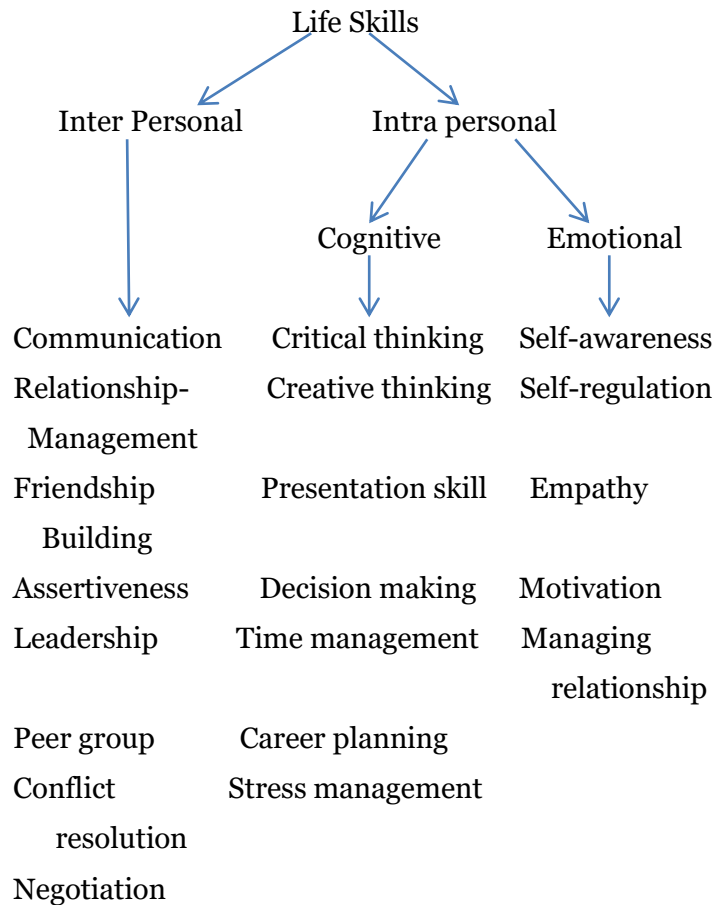 Life Skills
Inter Personal Intra personal
Cognitive Emotional
Communication Critical thinking Self-awareness
Relationship- Creative thinking Self-regulation
Management
Friendship Presentation skill Empathy
Building
Assertiveness Decision making Motivation
Leadership Time management Managing
relationship
Peer group Career planning
Conflict Stress management
resolution
Negotiation